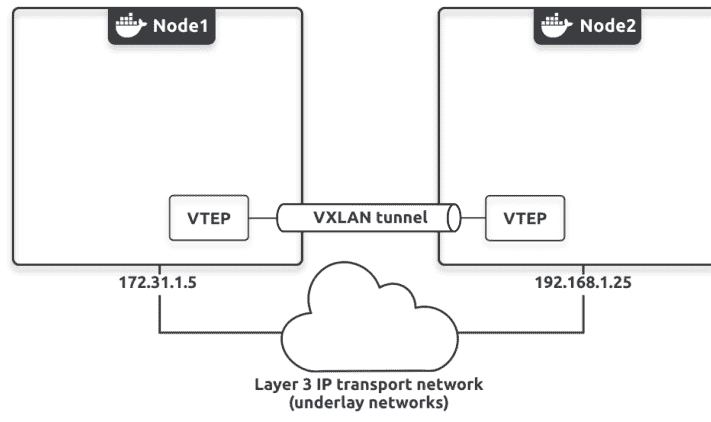 Node1
Node2
VTEP
VXLAN tunnel
VTEP
172.31.1.5
192.168.1.25
Layer 3 IP transport network
(underlay networks)